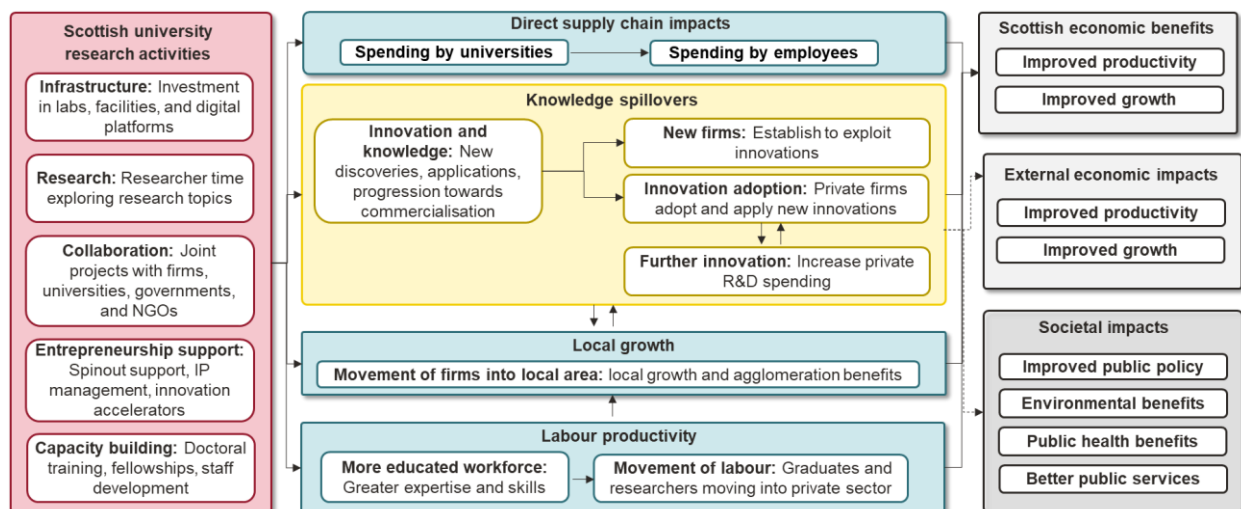 Scottish university
research activities
Infrastructure: Investment
in labs, facilities, and digital
platforms
Research: Researcher time
exploring research topics
Collaboration: Joint
projects with firms,
universities, governments,
and NGOs
Entrepreneurship support:
Spinout support, IP
management, innovation
accelerators
Capacity building: Doctoral
training, fellowships, staff
development
Direct supply chain impacts
Spending by universities
Spending by employees
Knowledge spillovers
Innovation and
knowledge: New
discoveries, applications,
progression towards
commercialisation
New firms: Establish to exploit
innovations
Innovation adoption: Private firms
adopt and apply new innovations
Further innovation: Increase private
R&D spending
Local growth
Movement of firms into local area: local growth and agglomeration benefits
Labour productivity
More educated workforce:
Greater expertise and skills
Movement of labour: Graduates and
researchers moving into private sector
Scottish economic benefits
Improved productivity
Improved growth
External economic impacts
Improved productivity
Improved growth
Societal impacts
Improved public policy
Environmental benefits
Public health benefits
Better public services